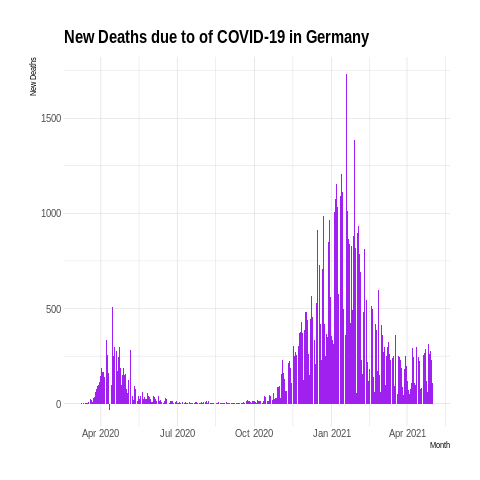 New Deaths due to of COVID-19 in Germany
New Deaths
1500
1000
500
0
Apr 2020 Jul 2020 Oct 2020 Jan 2021 Apr 2021
Month